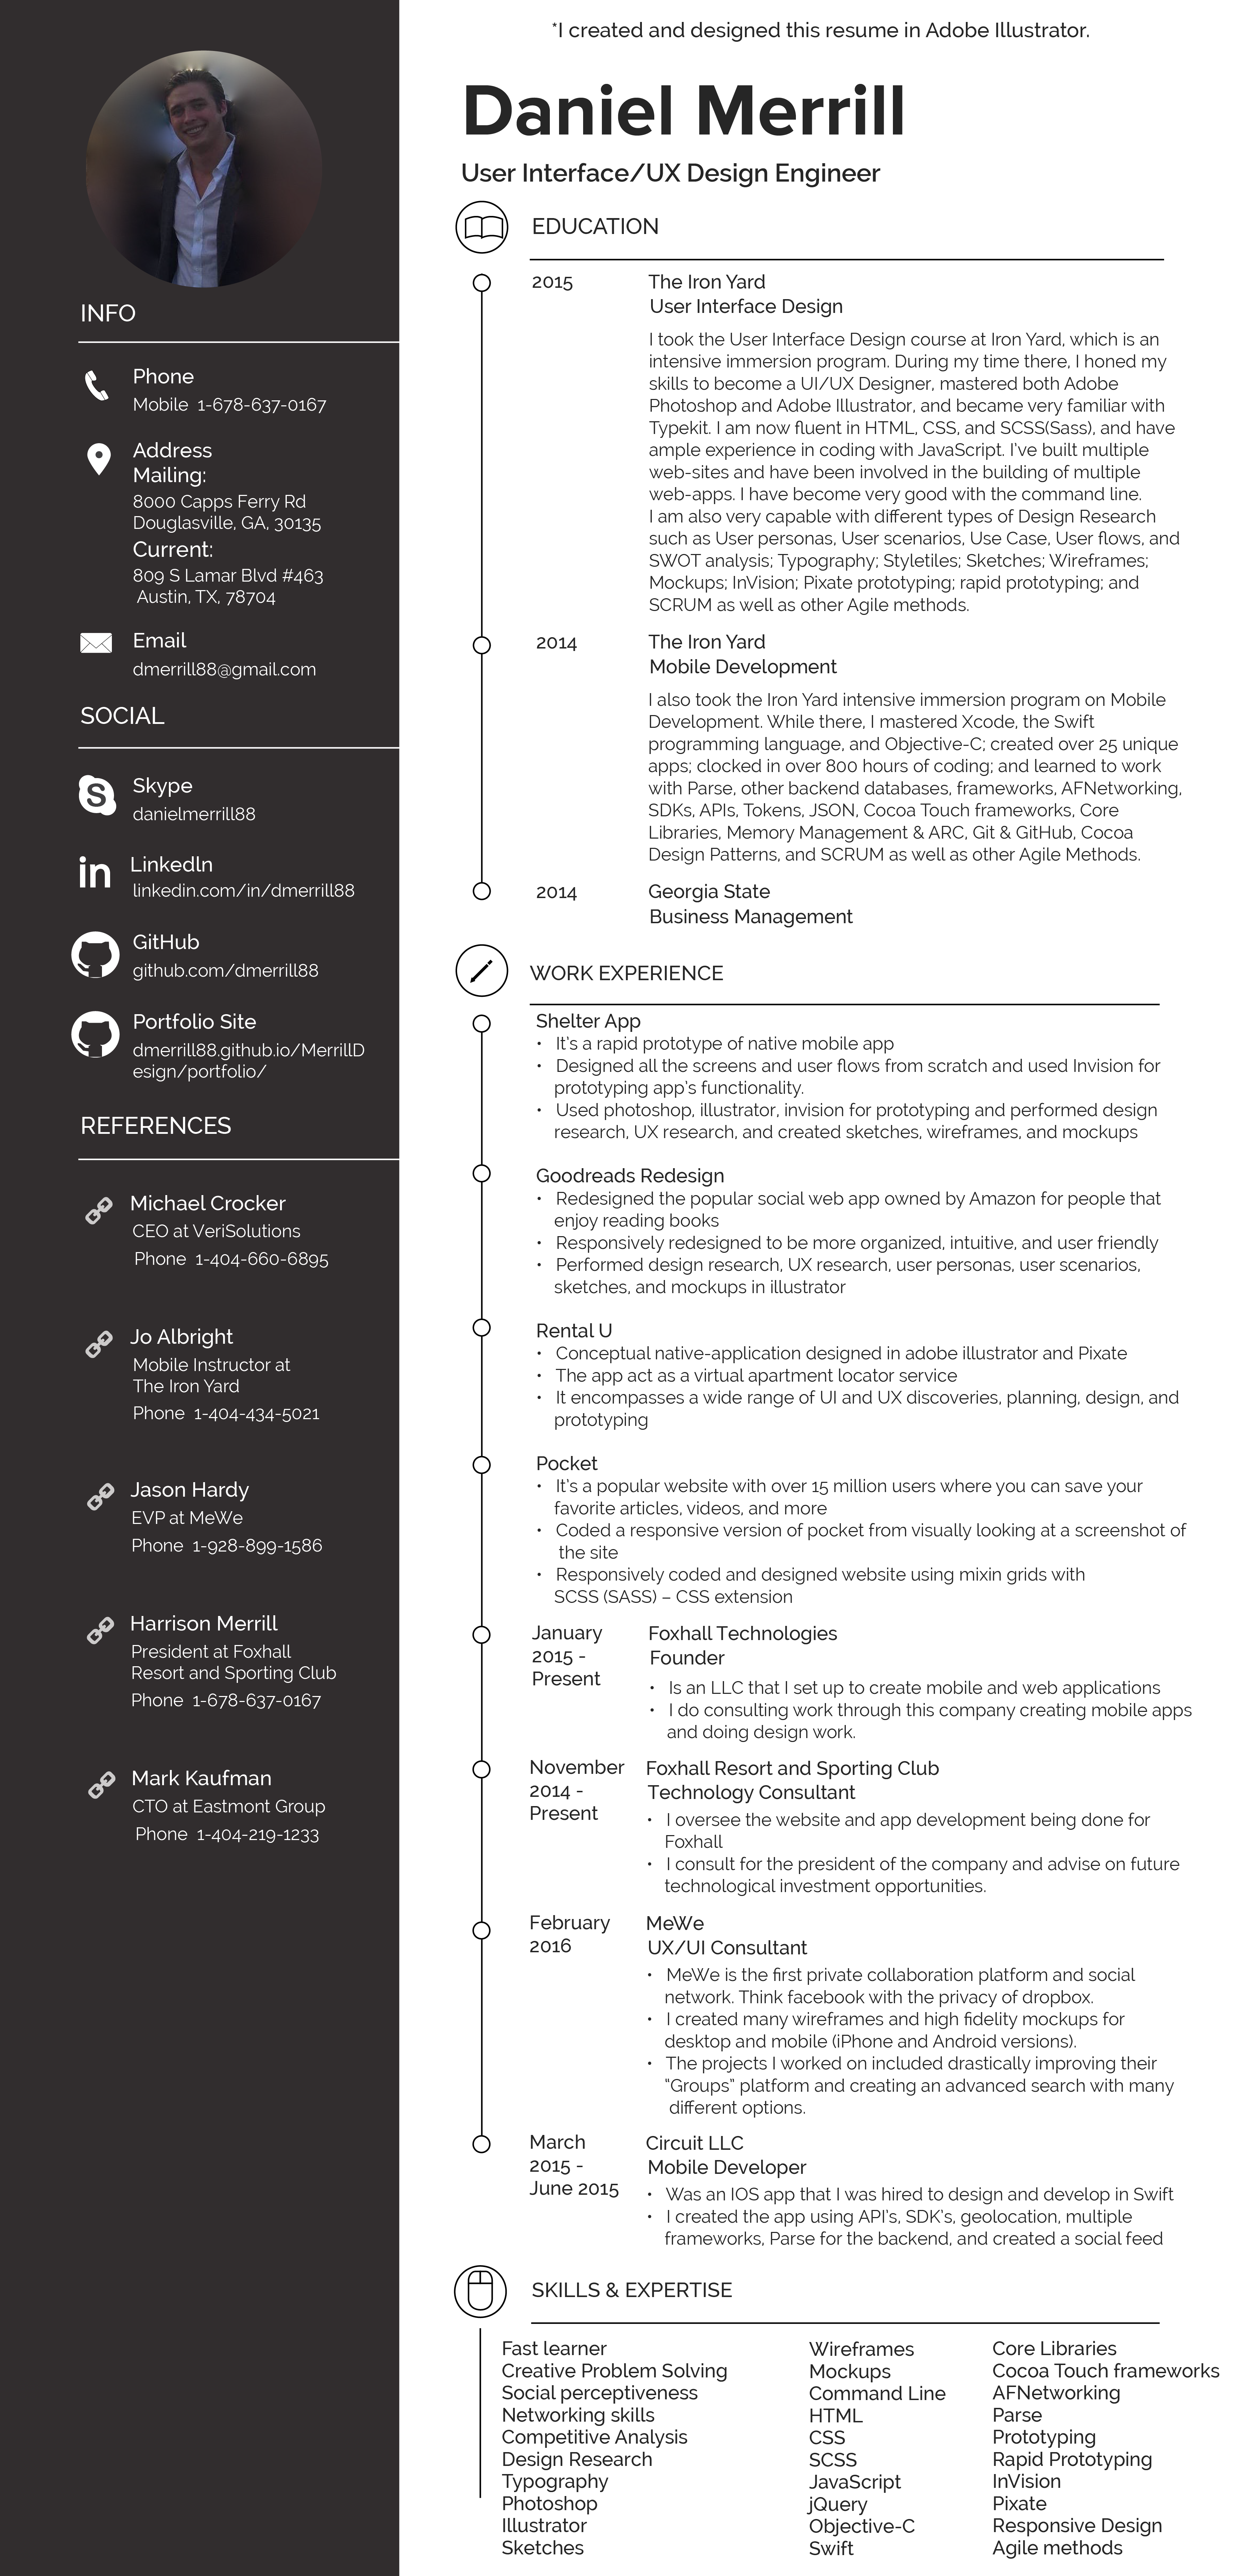 *I created and designed this resume in Adobe Illustrator.
Daniel Merrill
User Interface/UX Design Engineer
INFO
Phone
Mobile 1-678-637-0167
Address
Mailing:
8000 Capps Ferry Rd
Douglasville, GA, 30135
Current:
809 S Lamar Blvd #463
Austin, TX, 78704
Email
dmerrill88@gmail.com
SOCIAL
Skype
danielmerrill88
in
LinkedIn
linkedin.com/in/dmerrill88
GitHub
github.com/dmerrill88
Portfolio Site
dmerrill88.github.io/MerrillD
esign/portfolio/
REFERENCES
Michael Crocker
CEO at VeriSolutions
Phone 1-404-660-6895
Jo Albright
Mobile Instructor at
The Iron Yard
Phone 1-404-434-5021
Jason Hardy
EVP at MeWe
Phone 1-928-899-1586
Harrison Merrill
President at Foxhall
Resort and Sporting Club
Phone 1-678-637-0167
Mark Kaufman
CTO at Eastmont Group
Phone 1-404-219-1233
EDUCATION
2015
The Iron Yard
User Interface Design
I took the User Interface Design course at Iron Yard, which is an
intensive immersion program. During my time there, I honed my
skills to become a UI/UX Designer, mastered both Adobe
Photoshop and Adobe Illustrator, and became very familiar with
Typekit. I am now fluent in HTML, CSS, and SCSS(Sass), and have
ample experience in coding with JavaScript. I've built multiple
web-sites and have been involved in the building of multiple
web-apps. I have become very good with the command line.
I am also very capable with different types of Design Research
such as User personas, User scenarios, Use Case, User flows, and
SWOT analysis; Typography; Styletiles; Sketches; Wireframes;
Mockups; InVision; Pixate prototyping; rapid prototyping; and
SCRUM as well as other Agile methods.
2014
The Iron Yard
Mobile Development
I also took the Iron Yard intensive immersion program on Mobile
Development. While there, I mastered Xcode, the Swift
programming language, and Objective-C; created over 25 unique
apps; clocked in over 800 hours of coding; and learned to work
with Parse, other backend databases, frameworks, AFNetworking,
SDKs, APIs, Tokens, JSON, Cocoa Touch frameworks, Core
Libraries, Memory Management & ARC, Git & GitHub, Cocoa
Design Patterns, and SCRUM as well as other Agile Methods.
2014
Georgia State
Business Management
WORK EXPERIENCE
Shelter App
• It's a rapid prototype of native mobile app
• Designed all the screens and user flows from scratch and used Invision for
prototyping app's functionality.
• Used photoshop, illustrator, invision for prototyping and performed design
research, UX research, and created sketches, wireframes, and mockups
Goodreads Redesign
• Redesigned the popular social web app owned by Amazon for people that
enjoy reading books
• Responsively redesigned to be more organized, intuitive, and user friendly
• Performed design research, UX research, user personas, user scenarios,
sketches, and mockups in illustrator
Rental U
• Conceptual native-application designed in adobe illustrator and Pixate
• The app act as a virtual apartment locator service
• It encompasses a wide range of UI and UX discoveries, planning, design, and
prototyping
Pocket
• It's a popular website with over 15 million users where you can save your
favorite articles, videos, and more
• Coded a responsive version of pocket from visually looking at a screenshot of
the site
• Responsively coded and designed website using mixin grids with
SCSS (SASS) – CSS extension
January
2015 -
Present
Foxhall Technologies
Founder
• Is an LLC that I set up to create mobile and web applications
• I do consulting work through this company creating mobile apps
and doing design work.
November
2014 -
Present
Foxhall Resort and Sporting Club
Technology Consultant
• I oversee the website and app development being done for
Foxhall
• I consult for the president of the company and advise on future
technological investment opportunities.
February
2016
MeWe
UX/UI Consultant
• MeWe is the first private collaboration platform and social
network. Think facebook with the privacy of dropbox.
• I created many wireframes and high fidelity mockups for
desktop and mobile (iPhone and Android versions).
• The projects I worked on included drastically improving their
“Groups” platform and creating an advanced search with many
different options.
March
2015 -
June 2015
Circuit LLC
Mobile Developer
• Was an IOS app that I was hired to design and develop in Swift
• I created the app using API's, SDK's, geolocation, multiple
frameworks, Parse for the backend, and created a social feed
SKILLS & EXPERTISE
Fast learner
Creative Problem Solving
Social perceptiveness
Networking skills
Competitive Analysis
Design Research
Typography
Photoshop
Illustrator
Sketches
Wireframes
Mockups
Command Line
HTML
CSS
SCSS
JavaScript
jQuery
Objective-C
Swift
Core Libraries
Cocoa Touch frameworks
AFNetworking
Parse
Prototyping
Rapid Prototyping
InVision
Pixate
Responsive Design
Agile methods